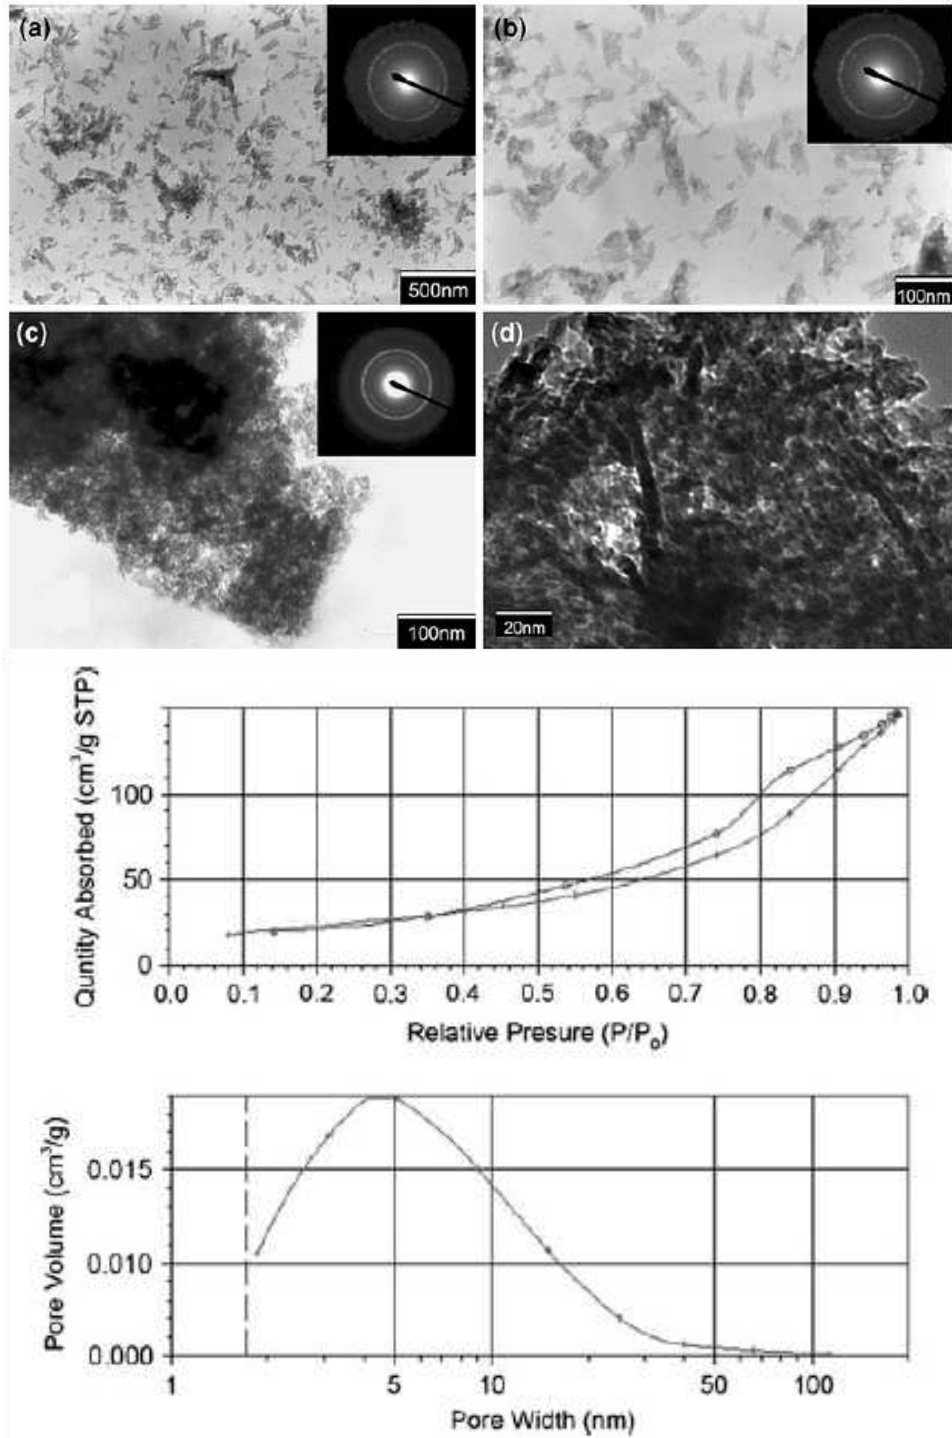 (a)
500nm
(b)
100nm
(c)
100nm
(d)
20nm
Quntity Absorbed (cm³/g STP)
100
50
0
0.0 0.1 0.2 0.3 0.4 0.5 0.6 0.7 0.8 0.9 1.0
Relative Presure (P/P₀)
Pore Volume (cm³/g)
0.015
0.010
0.000
1 5 10 50 100
Pore Width (nm)